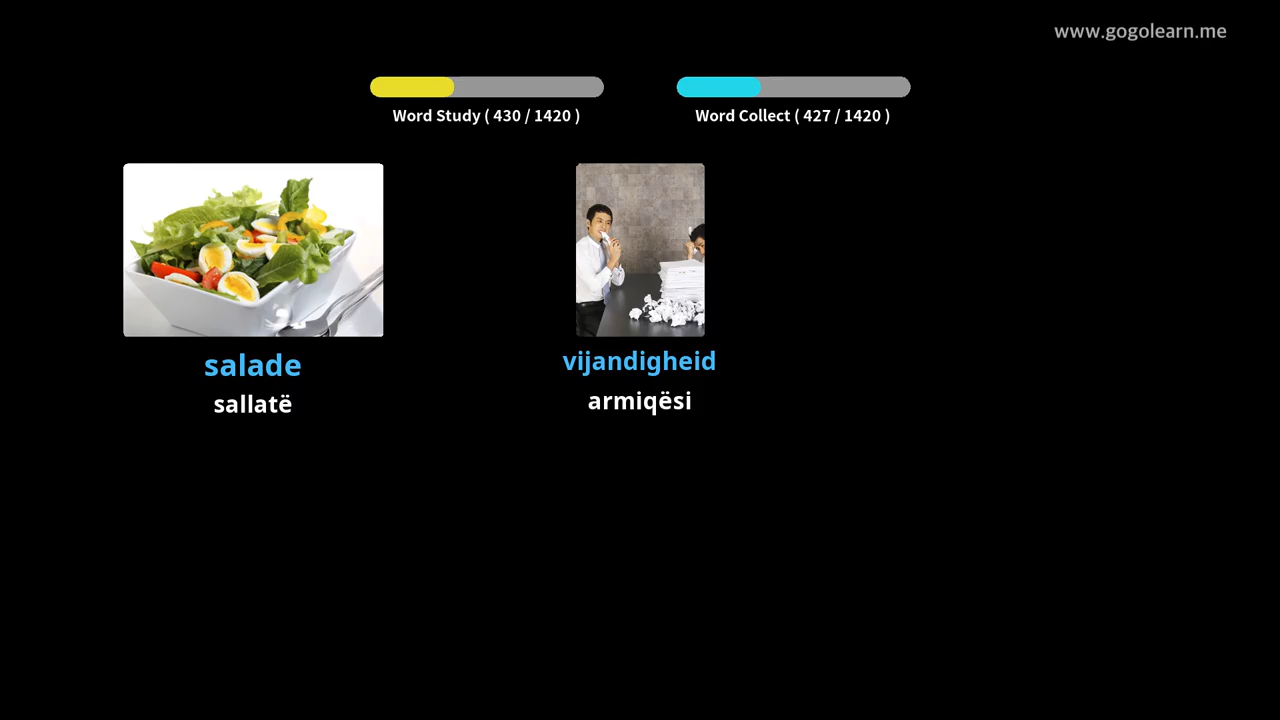 www.gogolearn.me
Word Study ( 430 / 1420 )
Word Collect ( 427 / 1420 )
salade
sallatë
vijandigheid
armiqësi